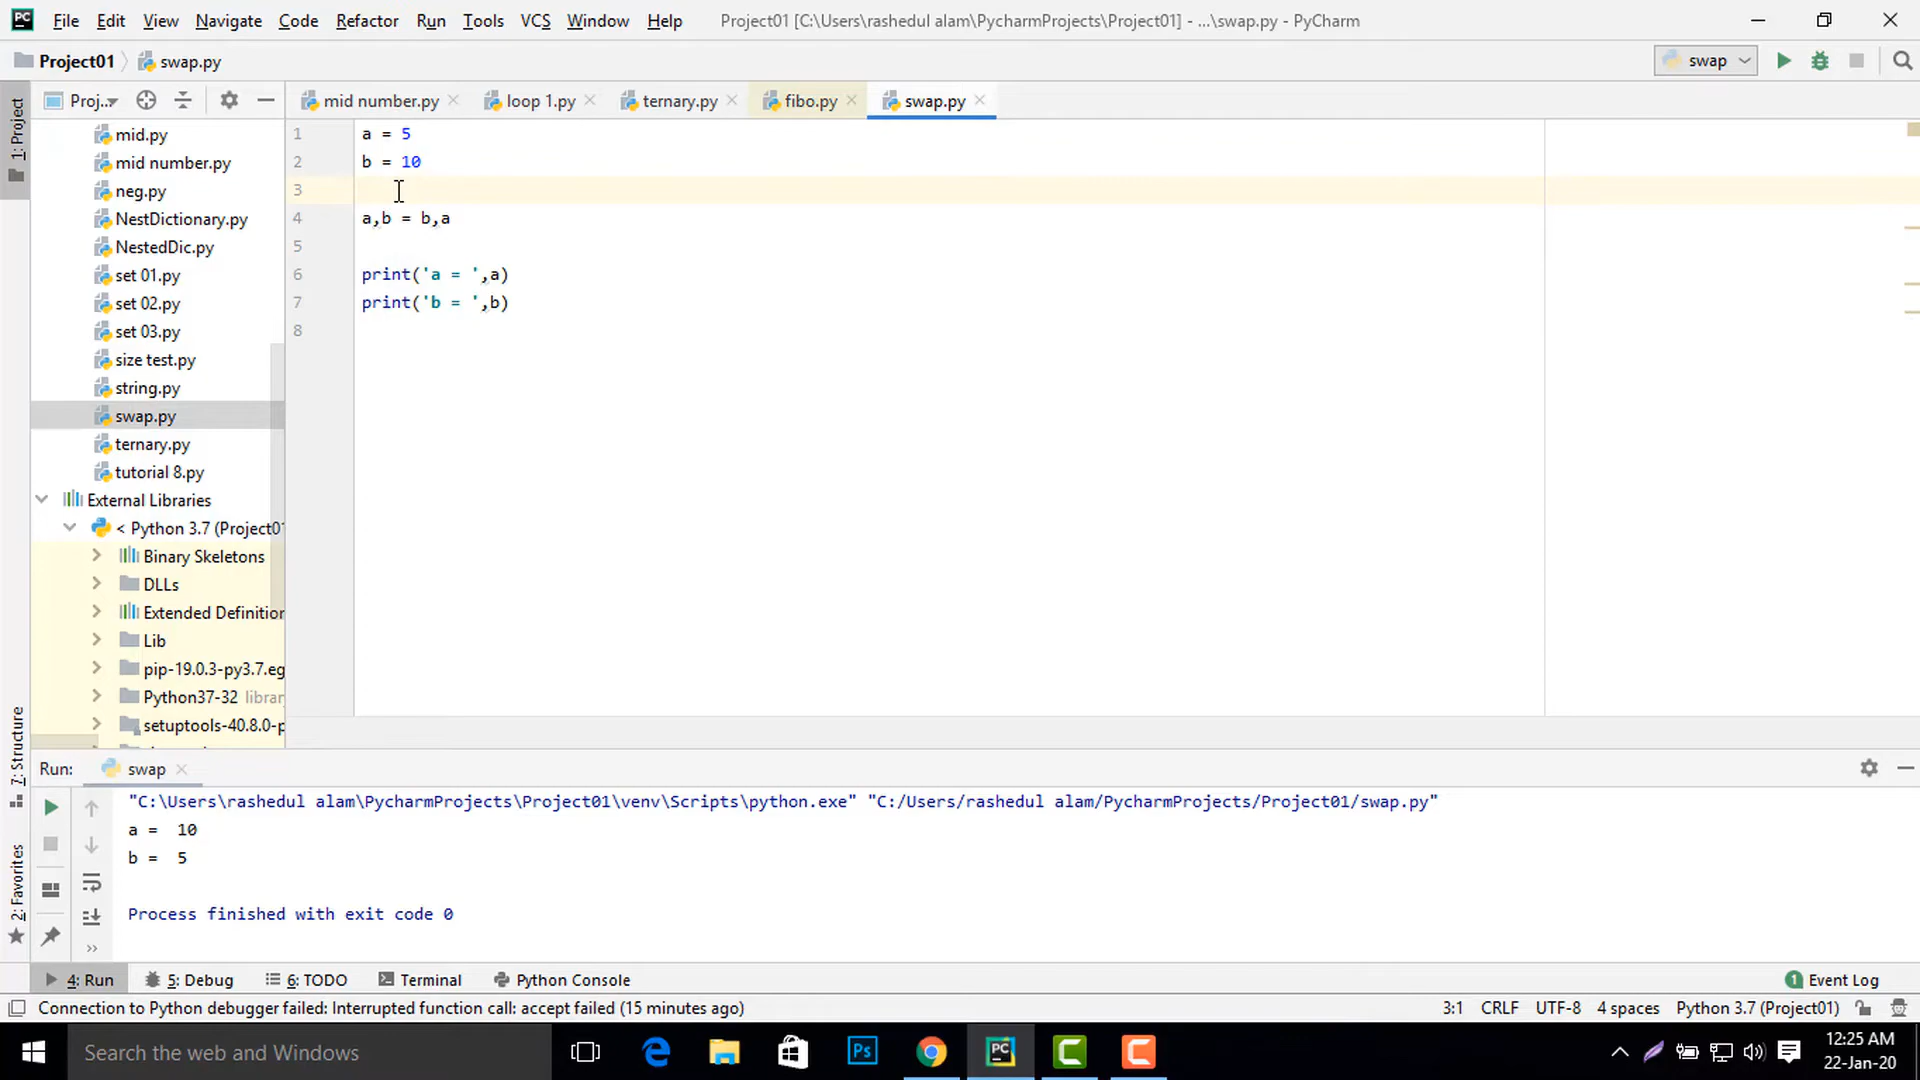 PC File Edit View Navigate Code Refactor Run Tools VCS Window Help Project01 [C:\Users\rashedul alam\PycharmProjects\Project01] - ...\swap.py - PyCharm
Project01 swap.py swap
1: Project
Proj.. mid number.py loop 1.py ternary.py fibo.py swap.py
mid.py
mid number.py
neg.py
NestDictionary.py
NestedDic.py
set 01.py
set 02.py
set 03.py
size test.py
string.py
swap.py
ternary.py
tutorial 8.py
External Libraries
< Python 3.7 (Project01
Binary Skeletons
DLLs
Extended Definition
Lib
pip-19.0.3-py3.7.eg
Python37-32 librar
setuptools-40.8.0-p
1 a = 5
2 b = 10
3
4 a,b = b,a
5
6 print('a = ',a)
7 print('b = ',b)
8
7: Structure
2: Favorites
Run: swap
"C:\Users\rashedul alam\PycharmProjects\Project01\venv\Scripts\python.exe" "C:/Users/rashedul alam/PycharmProjects/Project01/swap.py"
a =  10
b =  5
Process finished with exit code 0
4: Run 5: Debug 6: TODO Terminal Python Console 1 Event Log
Connection to Python debugger failed: Interrupted function call: accept failed (15 minutes ago) 3:1 CRLF UTF-8 4 spaces Python 3.7 (Project01)
Search the web and Windows Ps PC 12:25 AM
22-Jan-20